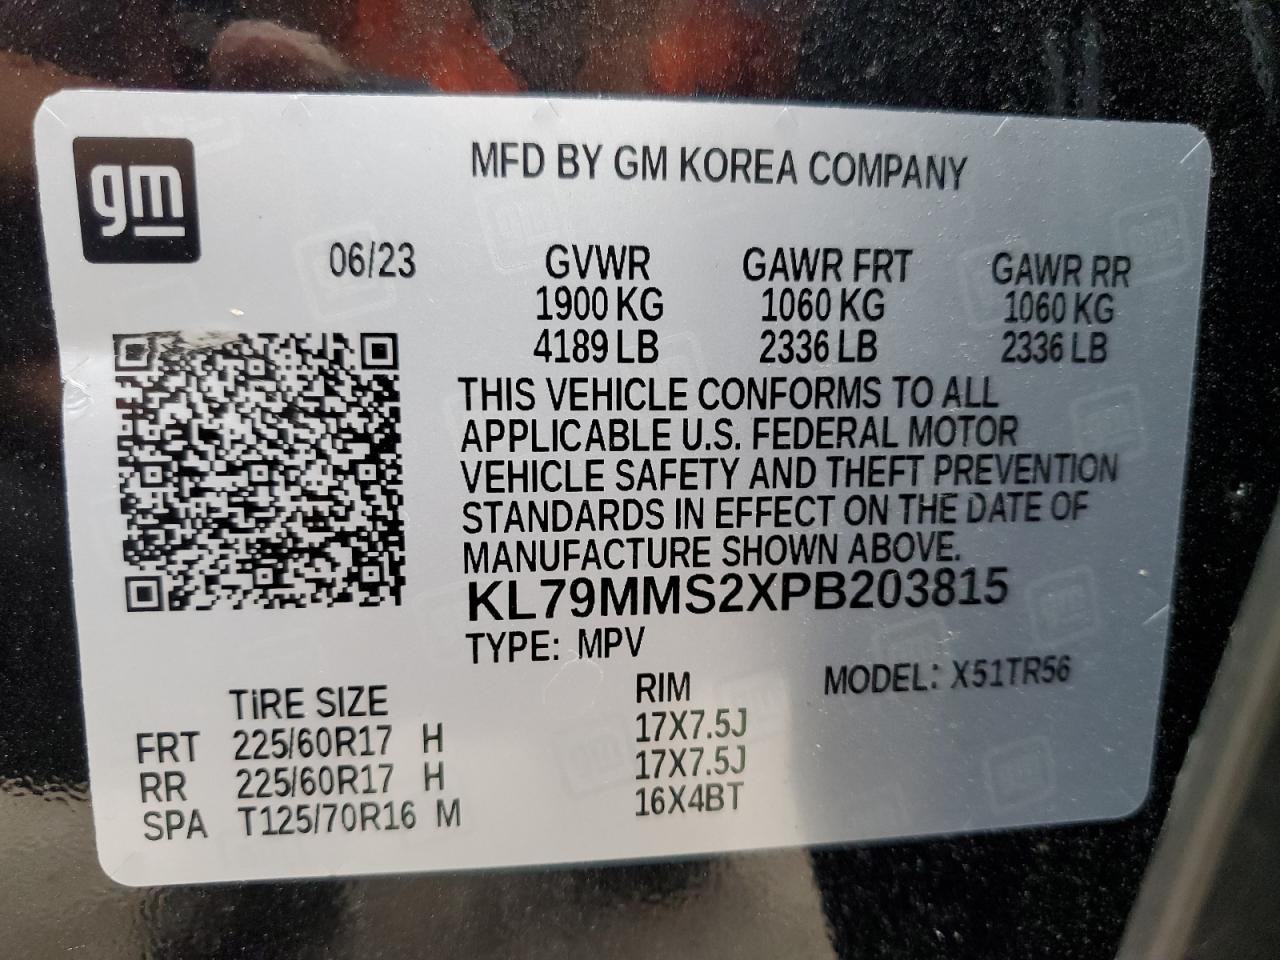 gm
MFD BY GM KOREA COMPANY
06/23 GVWR GAWR FRT GAWR RR
1900 KG 1060 KG 1060 KG
4189 LB 2336 LB 2336 LB
THIS VEHICLE CONFORMS TO ALL
APPLICABLE U.S. FEDERAL MOTOR
VEHICLE SAFETY AND THEFT PREVENTION
STANDARDS IN EFFECT ON THE DATE OF
MANUFACTURE SHOWN ABOVE.
KL79MMS2XPB203815
TYPE: MPV
MODEL: X51TR56
TIRE SIZE RIM
FRT 225/60R17 H 17X7.5J
RR 225/60R17 H 17X7.5J
SPA T125/70R16 M 16X4BT